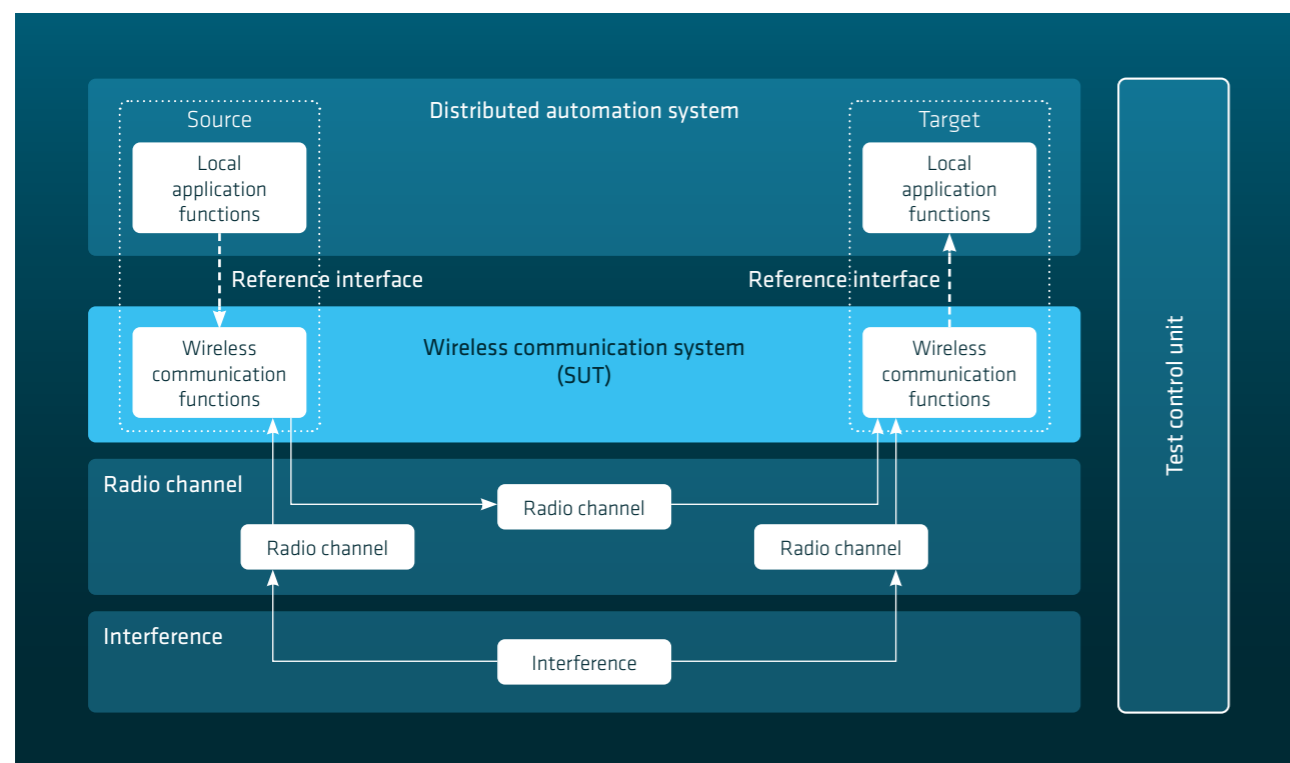 Distributed automation system
Source
Target
Local
application
functions
Local
application
functions
Reference interface
Reference interface
Wireless communication system
(SUT)
Wireless
communication
functions
Wireless
communication
functions
Radio channel
Radio channel
Radio channel
Radio channel
Interference
Interference
Test control unit